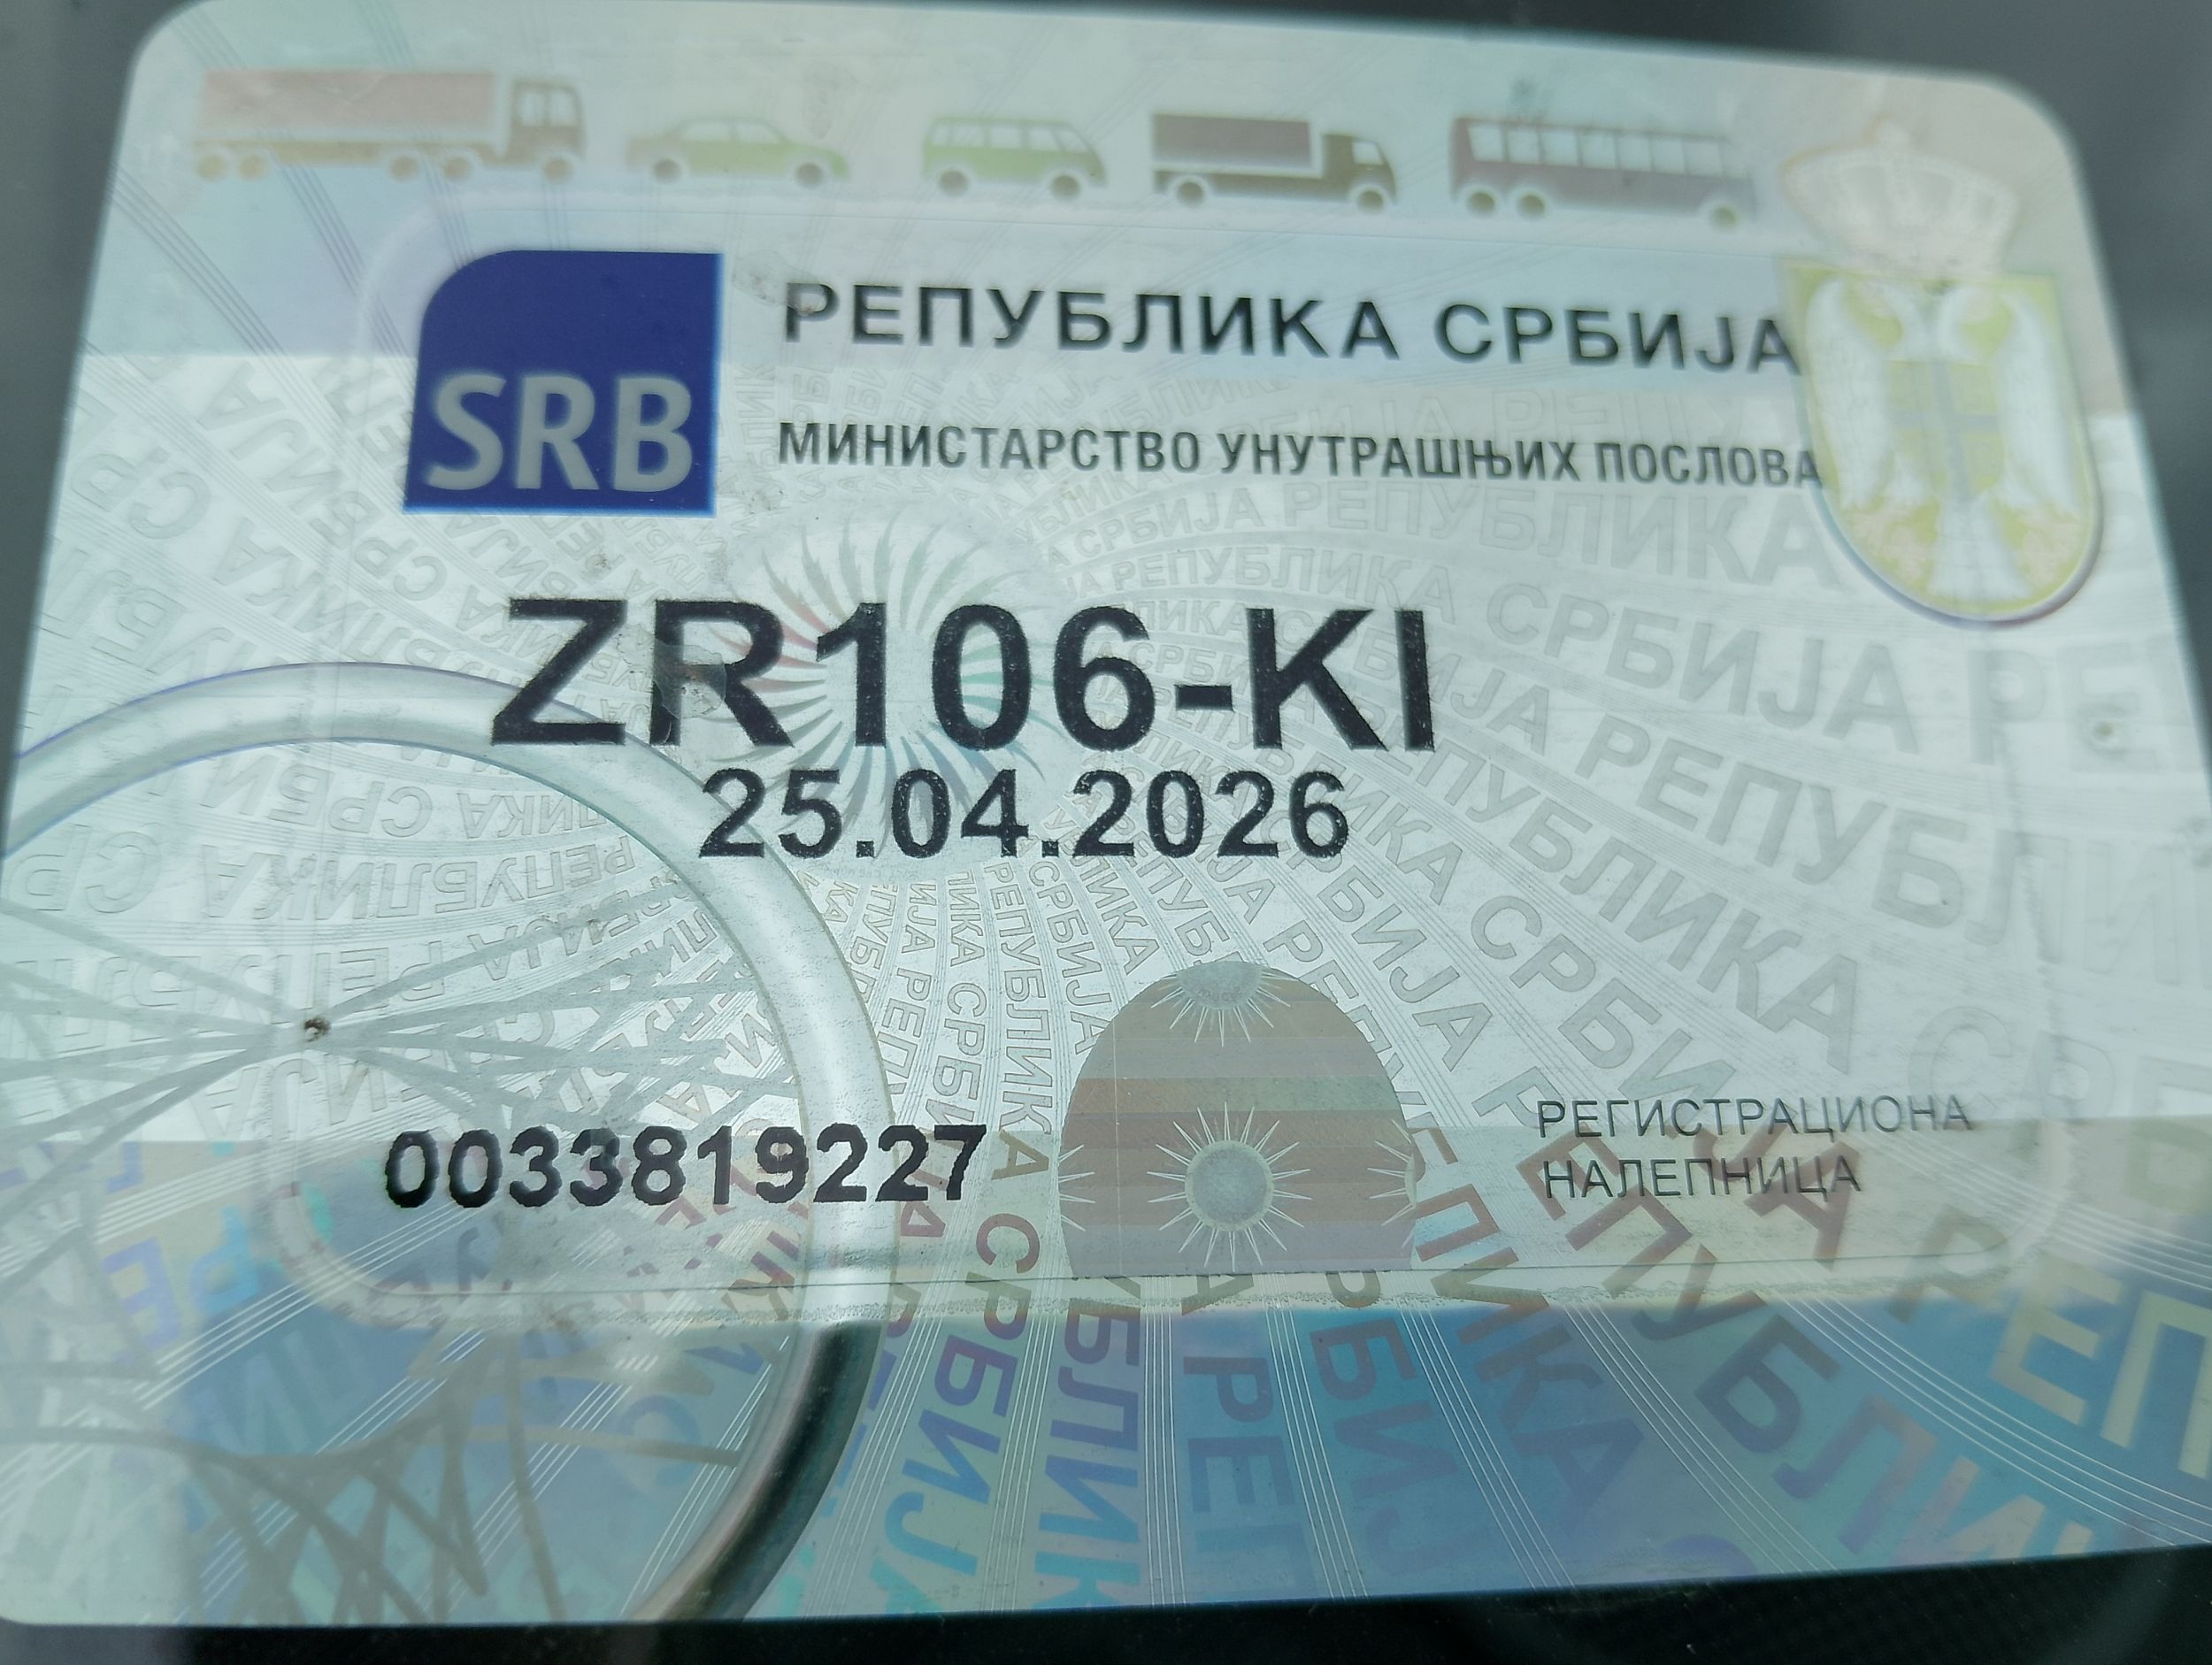 РЕПУБЛИКА СРБИЈА
SRB
МИНИСТАРСТВО УНУТРАШЊИХ ПОСЛОВА
ZR106-KI
25.04.2026
0033819227
РЕГИСТРАЦИОНА
НАЛЕПНИЦА